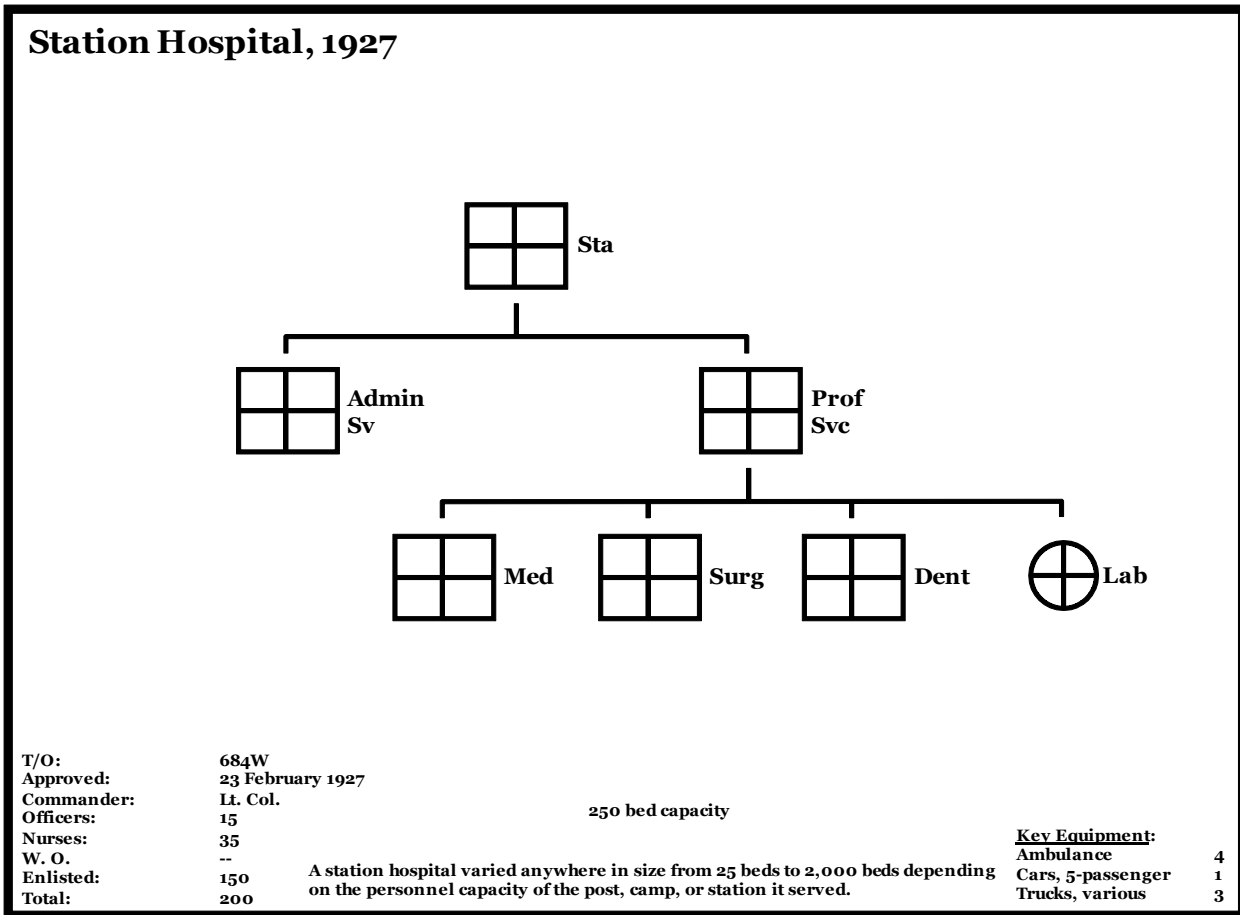 Station Hospital, 1927
Sta
Admin
Sv
Prof
Svc
Med
Surg
Dent
Lab
T/O: 684W
Approved: 23 February 1927
Commander: Lt. Col.
Officers: 15
Nurses: 35
W. O. --
Enlisted: 150
Total: 200
250 bed capacity
A station hospital varied anywhere in size from 25 beds to 2,000 beds depending
on the personnel capacity of the post, camp, or station it served.
Key Equipment:
Ambulance 4
Cars, 5-passenger 1
Trucks, various 3